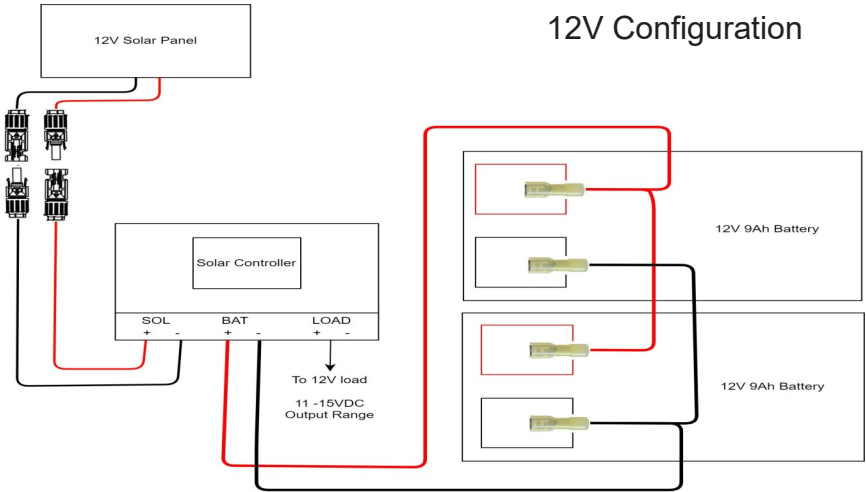 12V Configuration
12V Solar Panel
12V 9Ah Battery
Solar Controller
SOL BAT LOAD
+ - + - + -
To 12V load
11 -15VDC
Output Range
12V 9Ah Battery